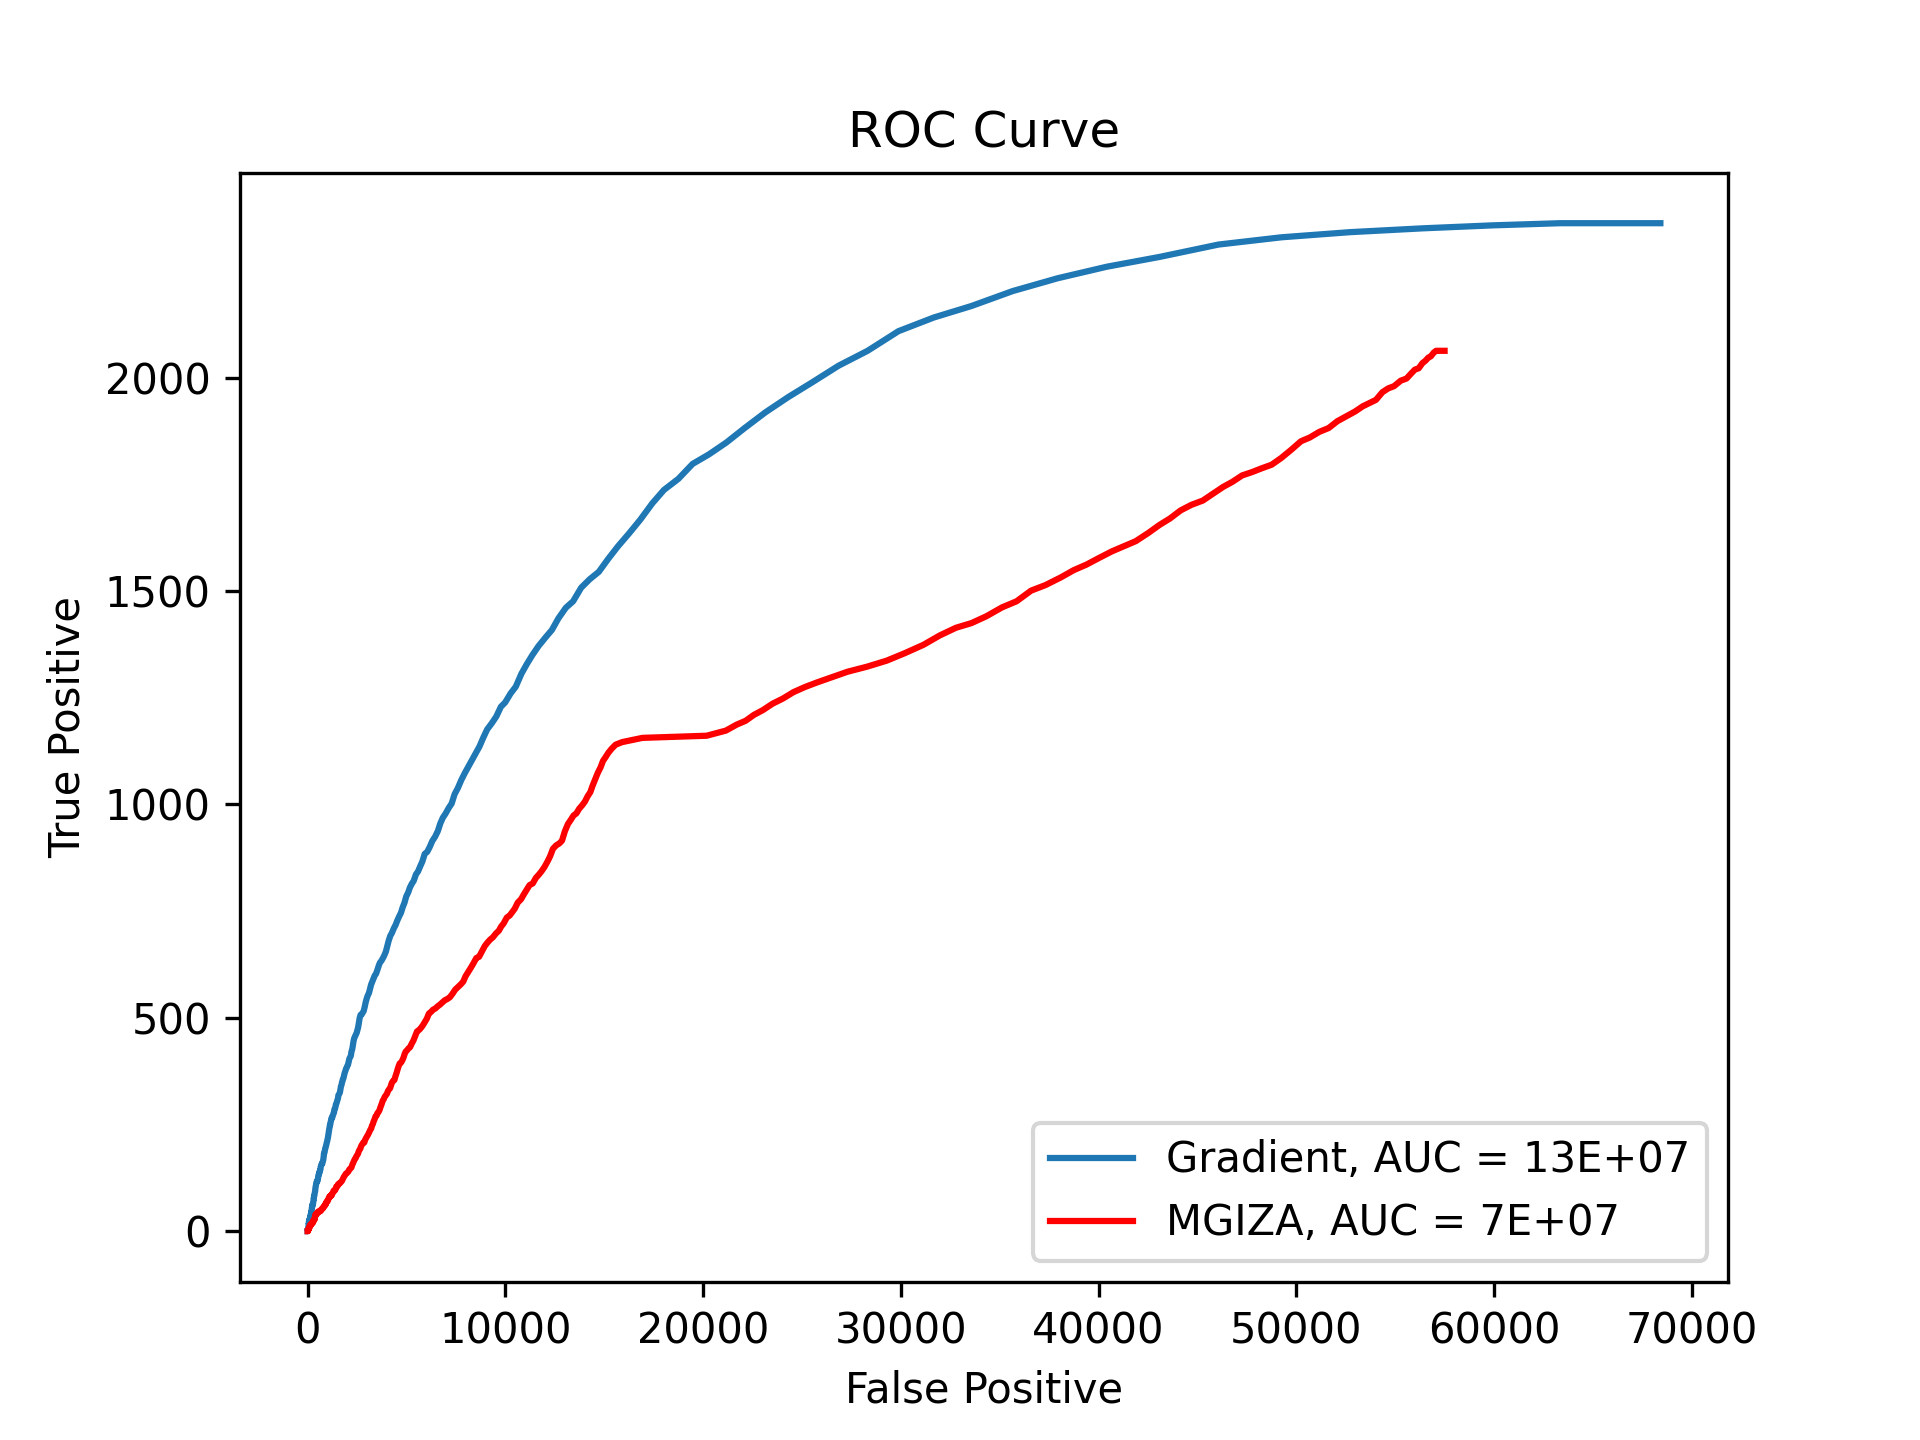 ROC Curve
True Positive
2000
1500
1000
500
0
Gradient, AUC = 13E+07
MGIZA, AUC = 7E+07
0 10000 20000 30000 40000 50000 60000 70000
False Positive